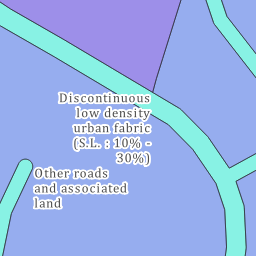 Discontinuous
low density
urban fabric
(S.L. : 10% -
30%)
Other roads
and associated
land